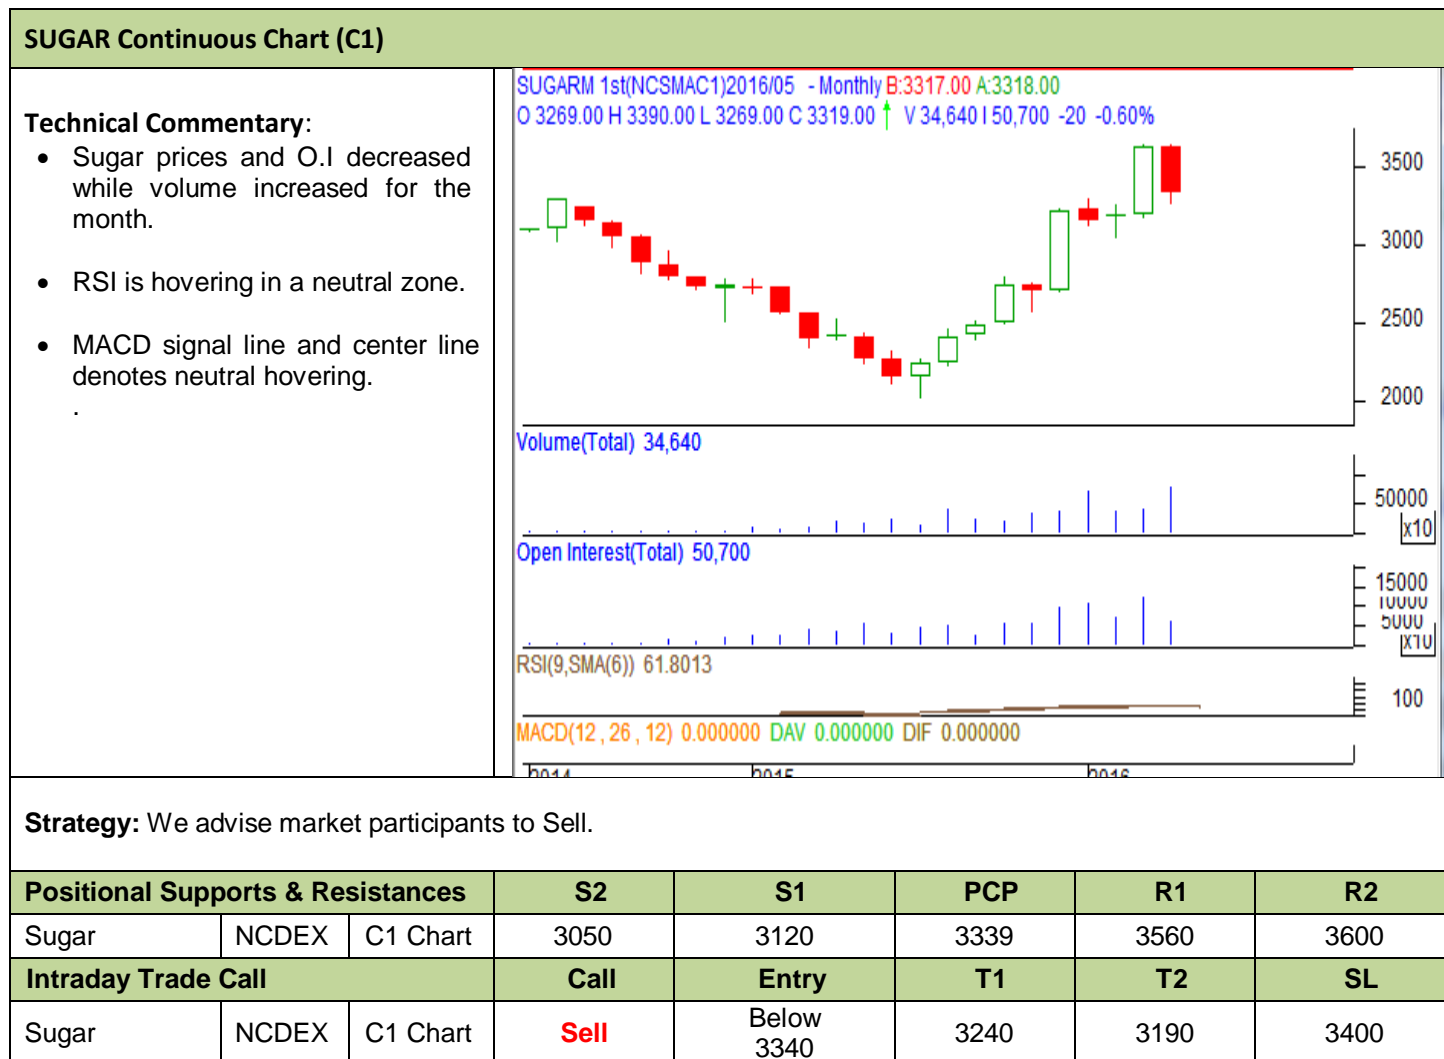 SUGAR Continuous Chart (C1)
Technical Commentary:
• Sugar prices and O.I decreased
while volume increased for the
month.
• RSI is hovering in a neutral zone.
• MACD signal line and center line
denotes neutral hovering.
.
SUGARM 1st(NCSMAC1)2016/05 - Monthly B:3317.00 A:3318.00
O 3269.00 H 3390.00 L 3269.00 C 3319.00 ↑ V 34,640 I 50,700 -20 -0.60%
3500
3000
2500
2000
Volume(Total) 34,640
50000
x10
Open Interest(Total) 50,700
15000
10000
5000
x10
RSI(9,SMA(6)) 61.8013
100
MACD(12 , 26 , 12) 0.000000 DAV 0.000000 DIF 0.000000
2014 2015 2016
Strategy: We advise market participants to Sell.
Positional Supports & Resistances S2 S1 PCP R1 R2
Sugar NCDEX C1 Chart 3050 3120 3339 3560 3600
Intraday Trade Call Call Entry T1 T2 SL
Sugar NCDEX C1 Chart Sell Below 3240 3190 3400
3340